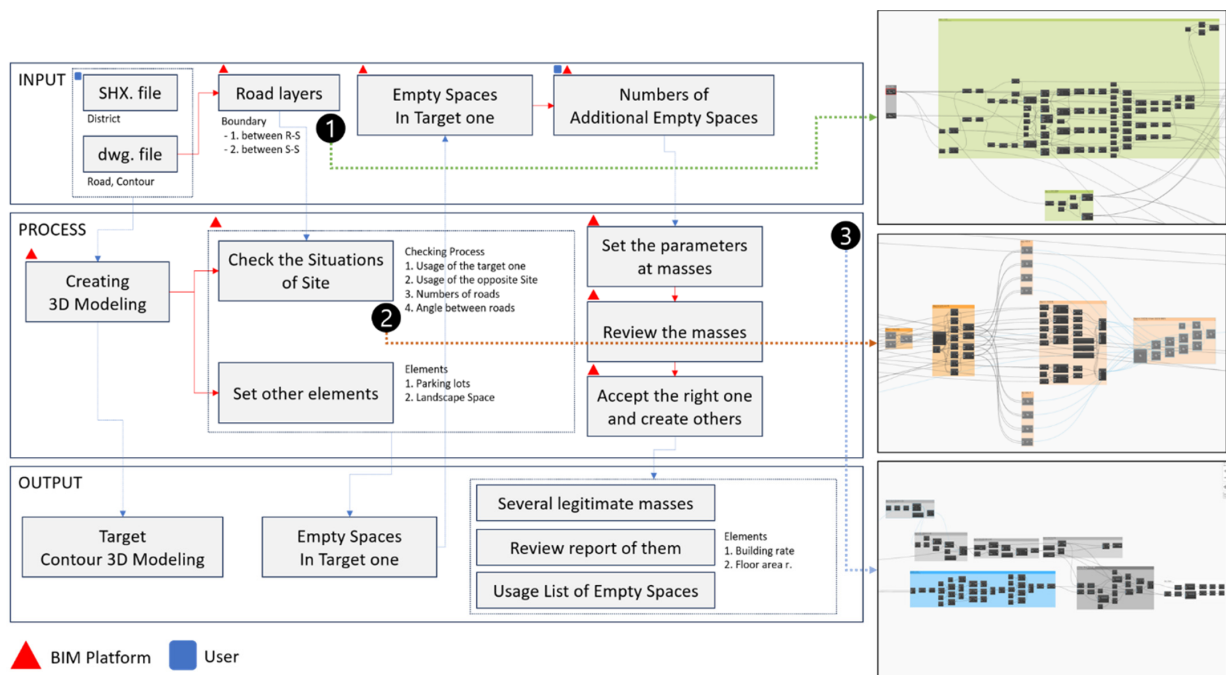 INPUT
SHX. file
District
dwg. file
Road, Contour
Road layers
Boundary
- 1. between R-S
- 2. between S-S
1
Empty Spaces
In Target one
Numbers of
Additional Empty Spaces
PROCESS
Creating
3D Modeling
Check the Situations
of Site
Checking Process
1. Usage of the target one
2. Usage of the opposite Site
3. Numbers of roads
4. Angle between roads
2
Set other elements
Elements
1. Parking lots
2. Landscape Space
Set the parameters
at masses
Review the masses
Accept the right one
and create others
3
OUTPUT
Target
Contour 3D Modeling
Empty Spaces
In Target one
Several legitimate masses
Review report of them
Usage List of Empty Spaces
Elements
1. Building rate
2. Floor area r.
BIM Platform
User